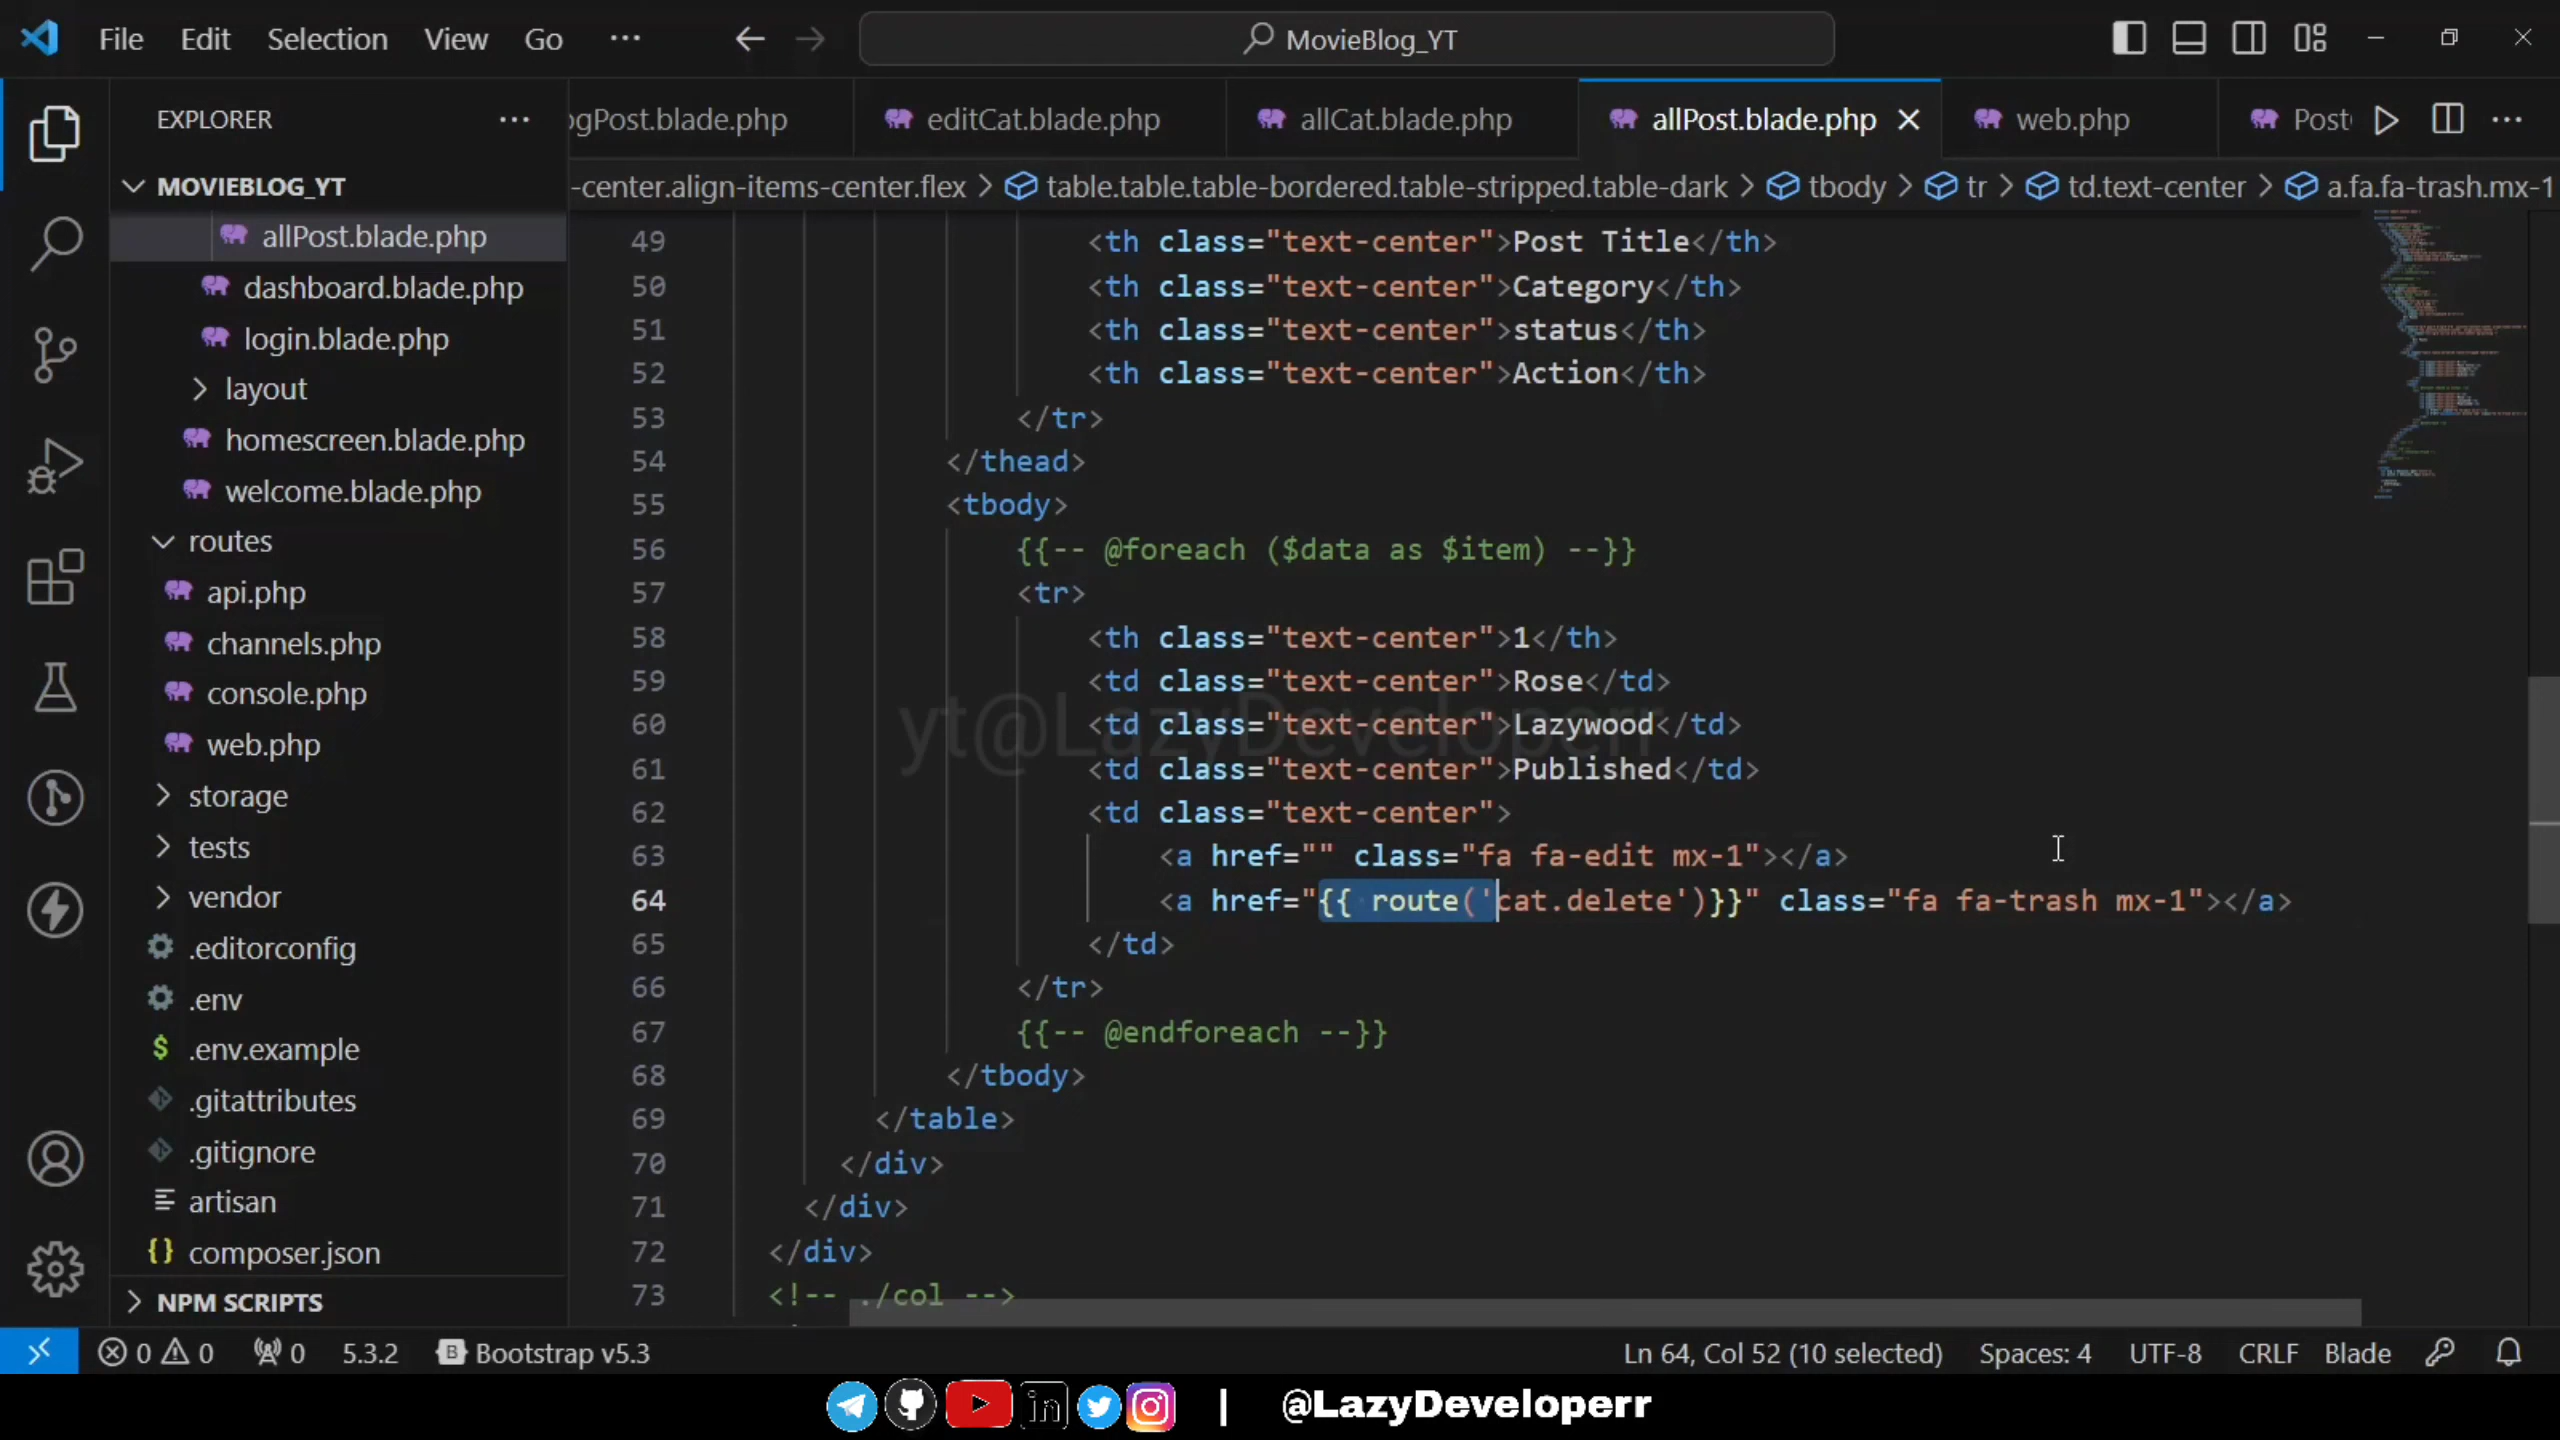 File Edit Selection View Go ··· MovieBlog_YT
EXPLORER ···
ogPost.blade.php editCat.blade.php allCat.blade.php allPost.blade.php web.php Post
MOVIEBLOG_YT
-center.align-items-center.flex > table.table.table-bordered.table-stripped.table-dark > tbody > tr > td.text-center > a.fa.fa-trash.mx-1
allPost.blade.php
dashboard.blade.php
login.blade.php
layout
homescreen.blade.php
welcome.blade.php
routes
api.php
channels.php
console.php
web.php
storage
tests
vendor
.editorconfig
.env
.env.example
.gitattributes
.gitignore
artisan
composer.json
NPM SCRIPTS
49 <th class="text-center">Post Title</th>
50 <th class="text-center">Category</th>
51 <th class="text-center">status</th>
52 <th class="text-center">Action</th>
53 </tr>
54 </thead>
55 <tbody>
56 {{-- @foreach ($data as $item) --}}
57 <tr>
58 <th class="text-center">1</th>
59 <td class="text-center">Rose</td>
60 <td class="text-center">Lazywood</td>
61 <td class="text-center">Published</td>
62 <td class="text-center">
63 <a href="" class="fa fa-edit mx-1"></a>
64 <a href="{{ route('cat.delete')}}" class="fa fa-trash mx-1"></a>
65 </td>
66 </tr>
67 {{-- @endforeach --}}
68 </tbody>
69 </table>
70 </div>
71 </div>
72 </div>
73 <!-- ./col -->
yt@LazyDeveloperr
0 0 0 5.3.2 Bootstrap v5.3 Ln 64, Col 52 (10 selected) Spaces: 4 UTF-8 CRLF Blade
| @LazyDeveloperr